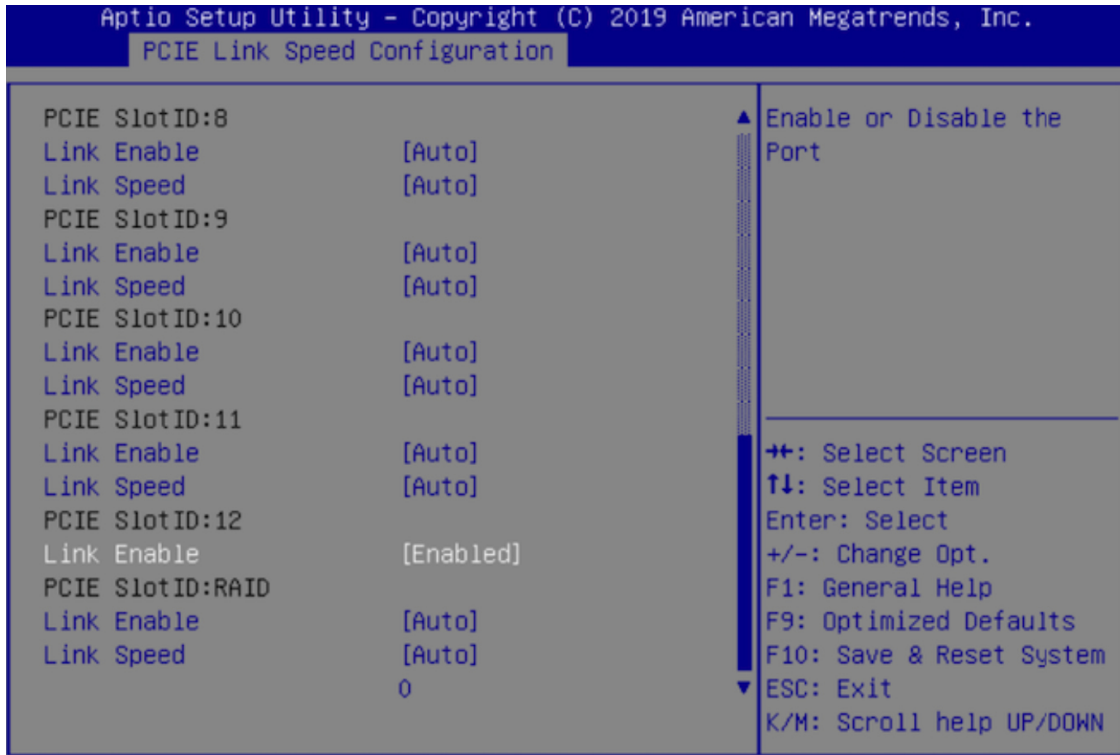 Aptio Setup Utility – Copyright (C) 2019 American Megatrends, Inc.
PCIE Link Speed Configuration
PCIE SlotID:8
Link Enable [Auto]
Link Speed [Auto]
PCIE SlotID:9
Link Enable [Auto]
Link Speed [Auto]
PCIE SlotID:10
Link Enable [Auto]
Link Speed [Auto]
PCIE SlotID:11
Link Enable [Auto]
Link Speed [Auto]
PCIE SlotID:12
Link Enable [Enabled]
PCIE SlotID:RAID
Link Enable [Auto]
Link Speed [Auto]
0
Enable or Disable the
Port
→←: Select Screen
↑↓: Select Item
Enter: Select
+/-: Change Opt.
F1: General Help
F9: Optimized Defaults
F10: Save & Reset System
ESC: Exit
K/M: Scroll help UP/DOWN